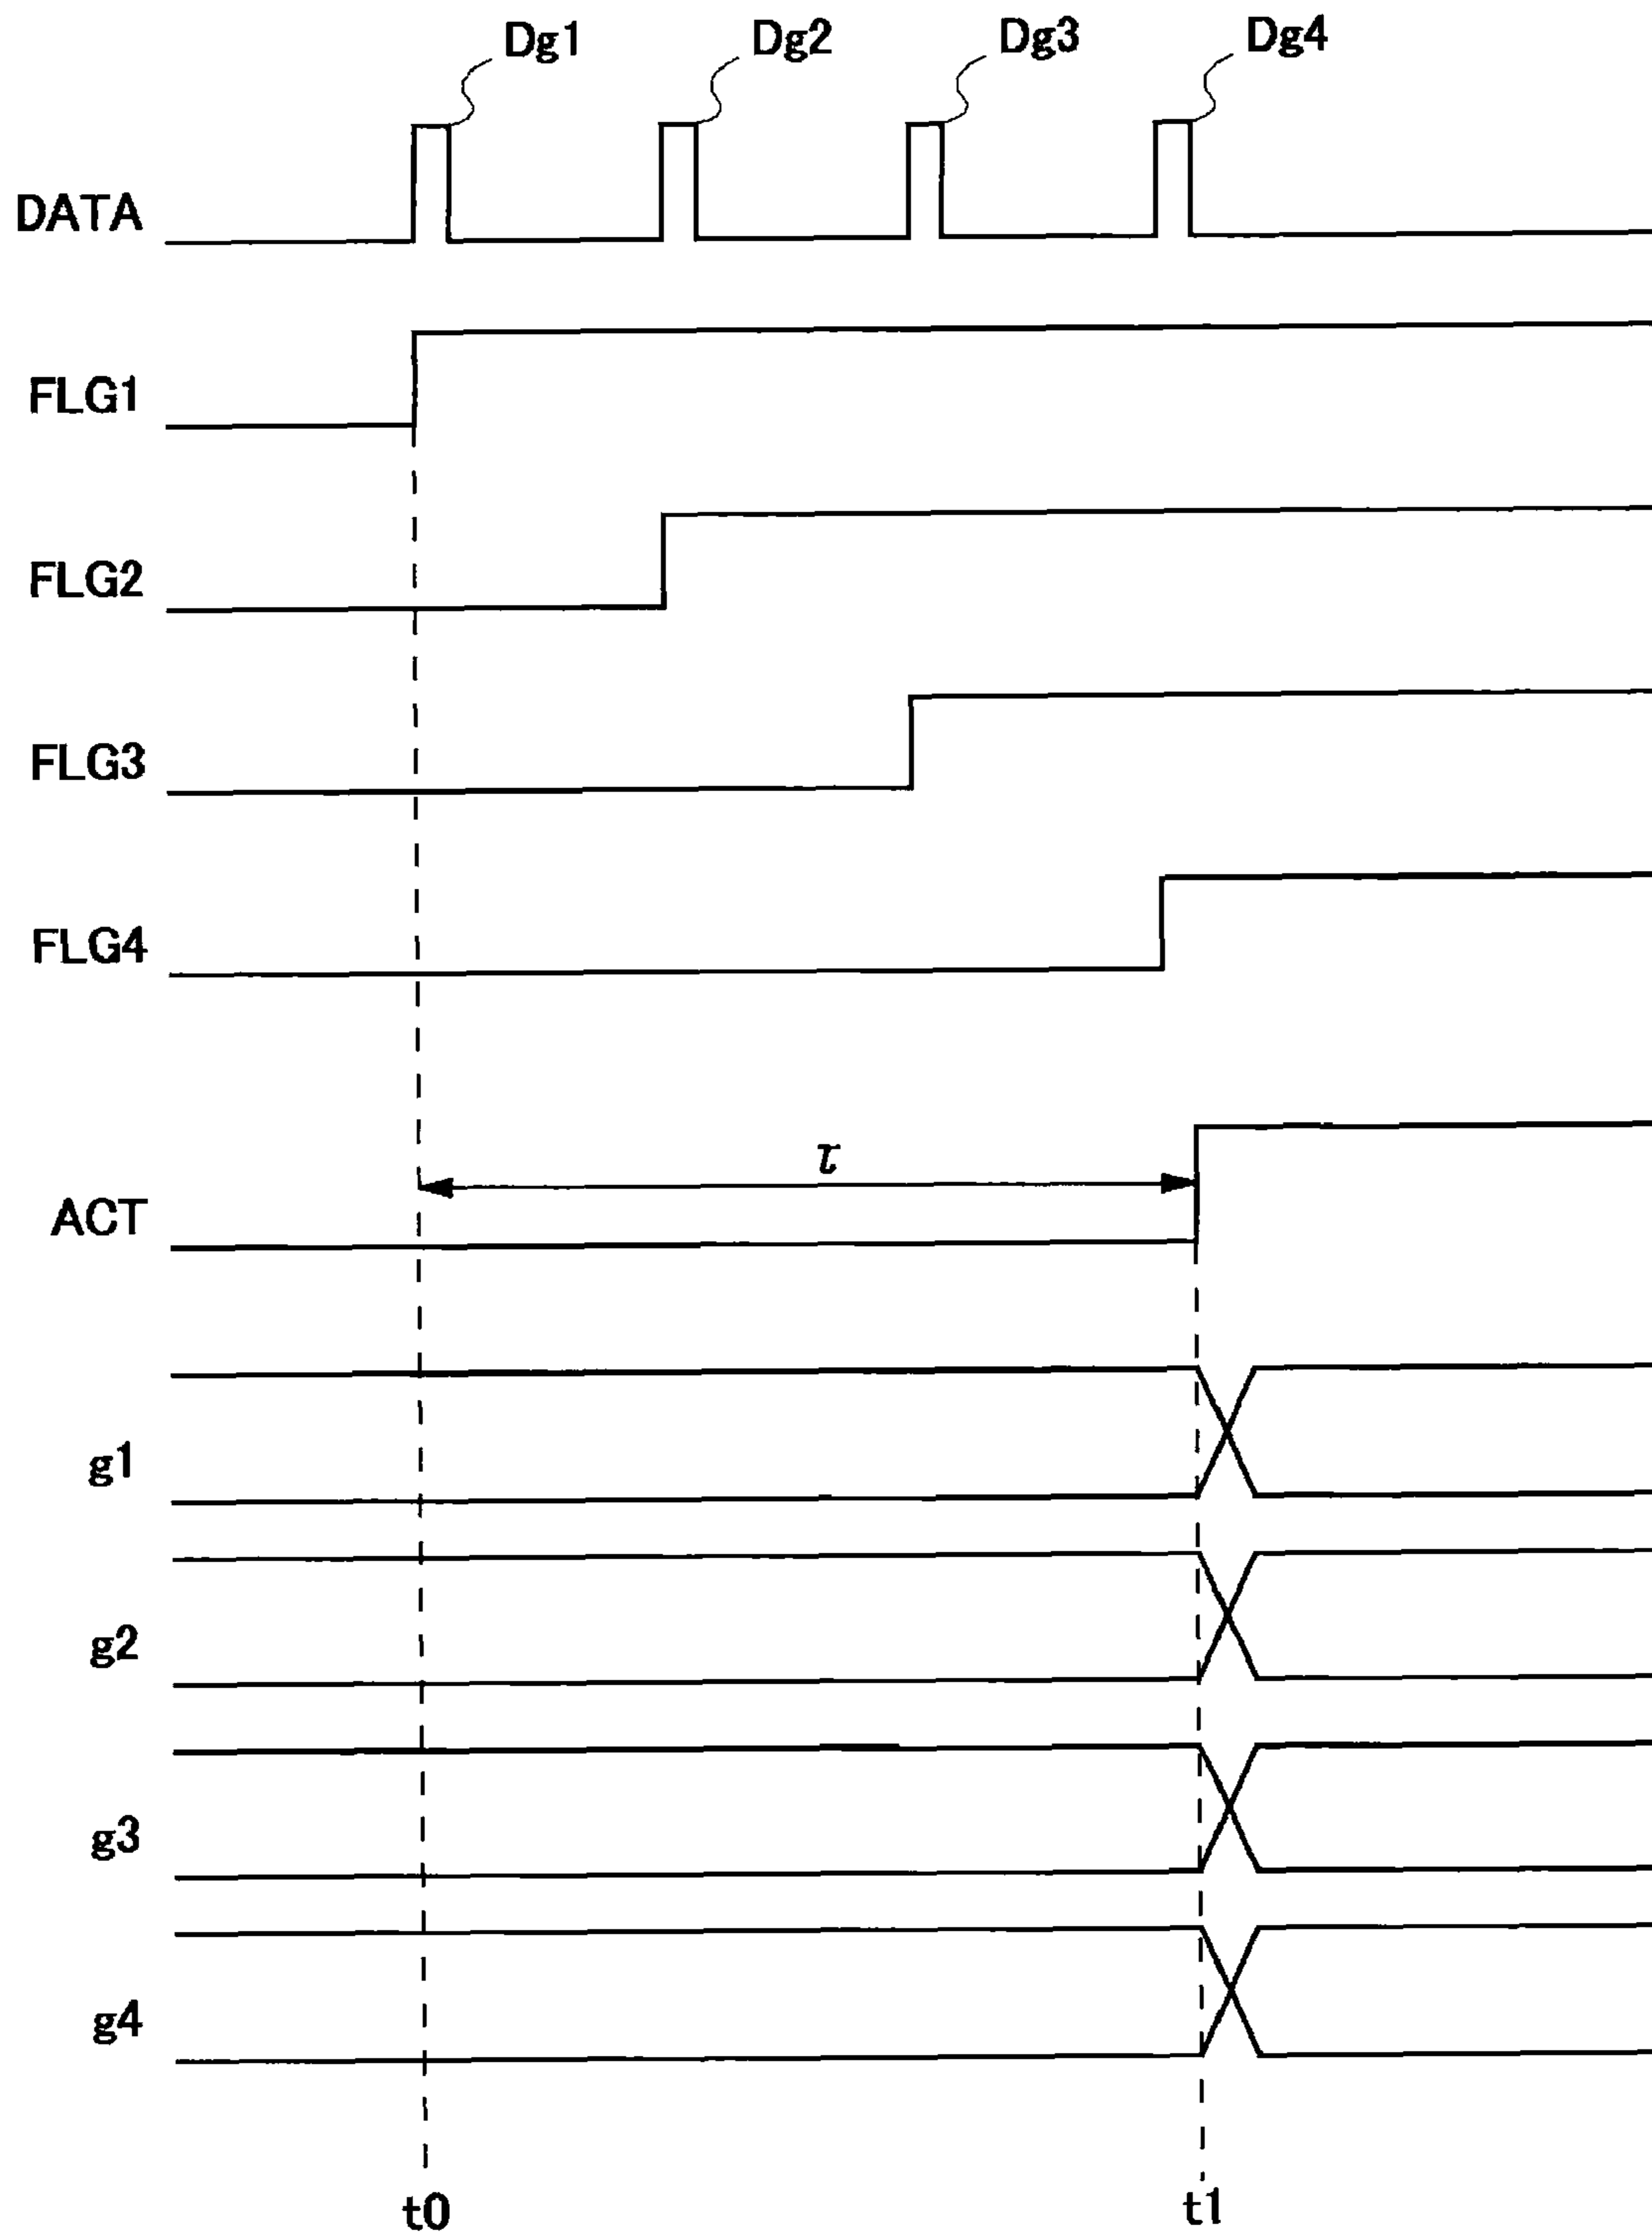 Dg1 Dg2 Dg3 Dg4
DATA
FLG1
FLG2
FLG3
FLG4
τ
ACT
g1
g2
g3
g4
t0 t1